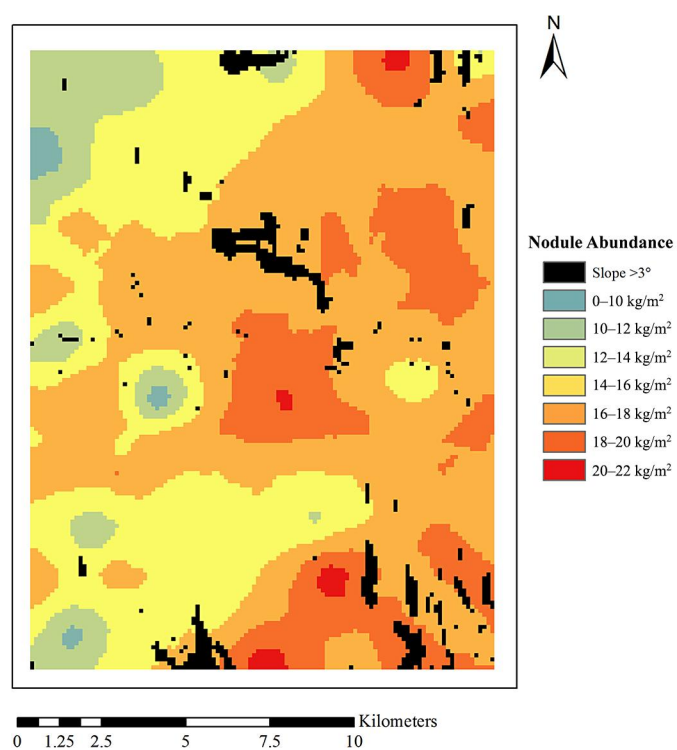 N
Nodule Abundance
Slope >3°
0–10 kg/m²
10–12 kg/m²
12–14 kg/m²
14–16 kg/m²
16–18 kg/m²
18–20 kg/m²
20–22 kg/m²
Kilometers
0 1.25 2.5 5 7.5 10